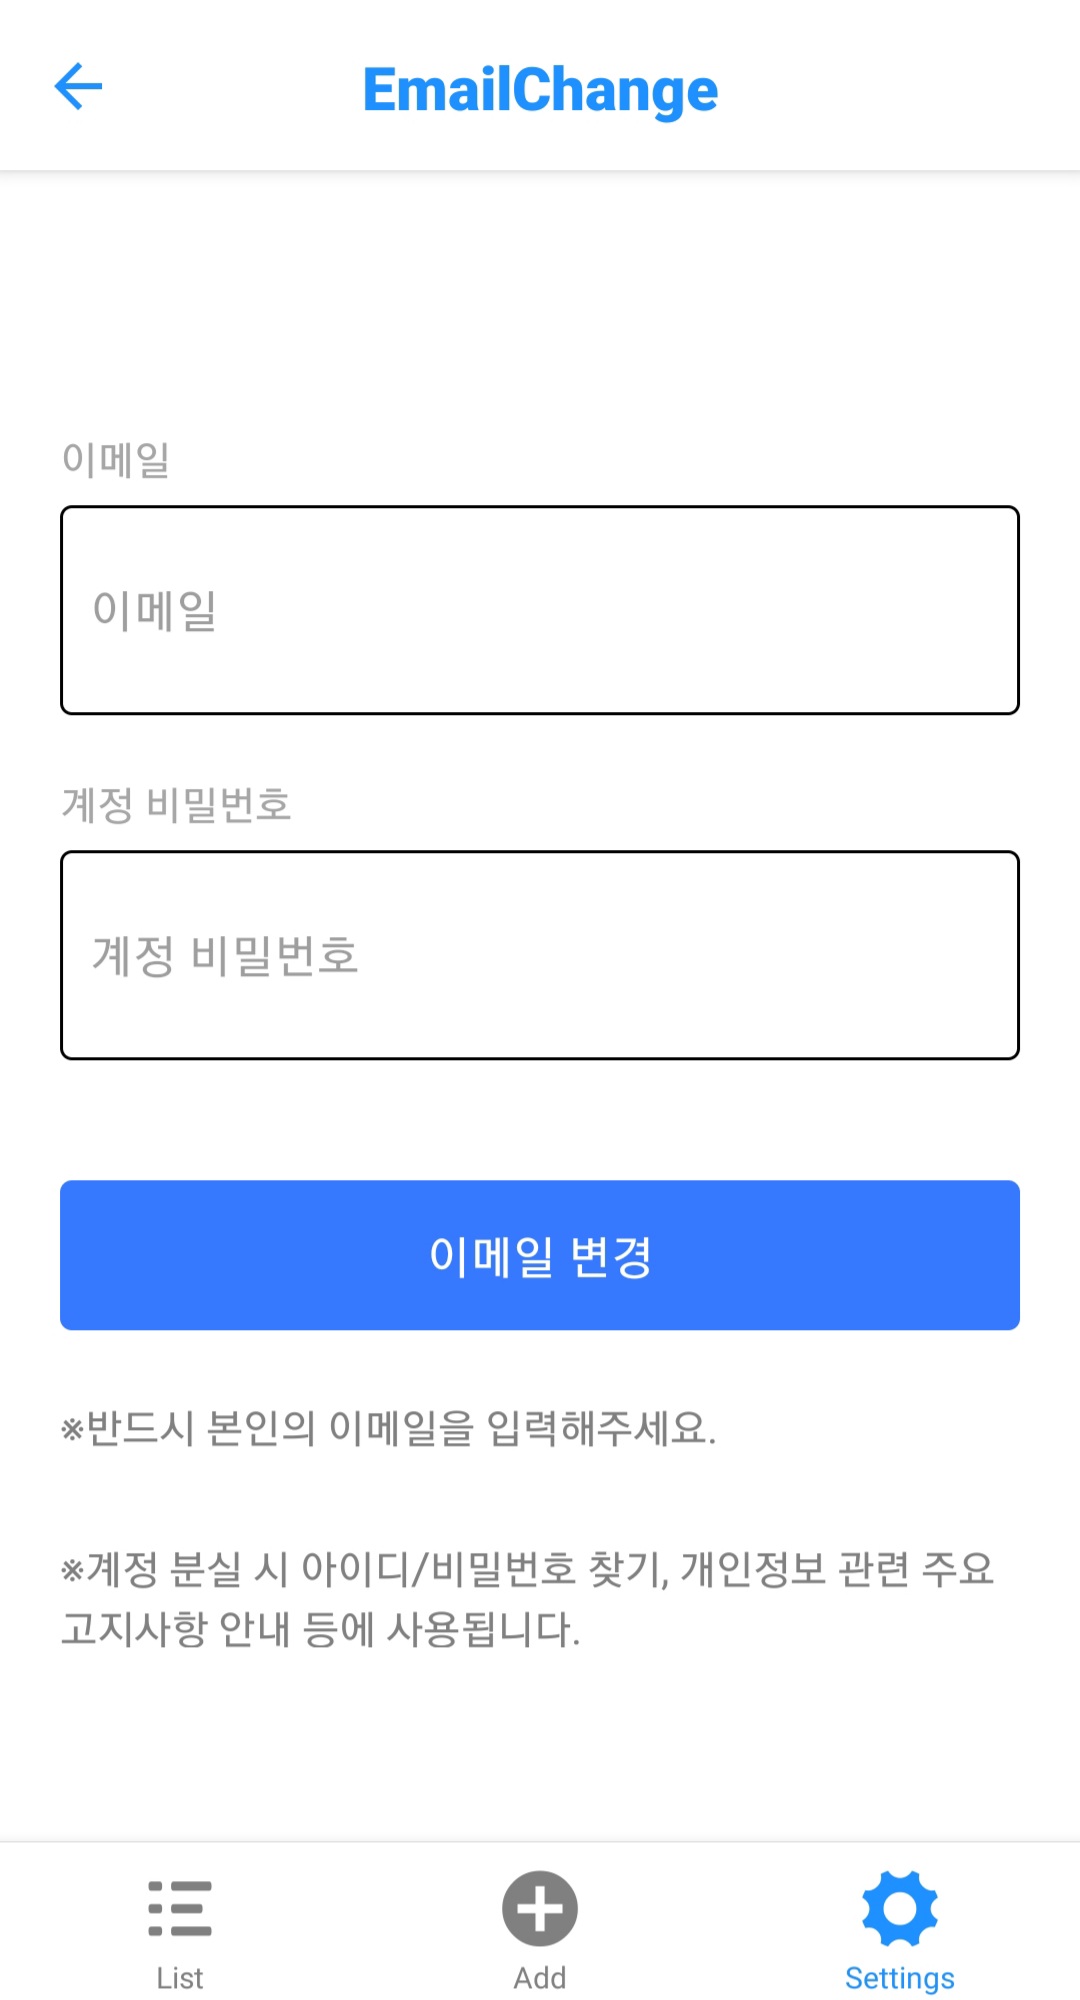 EmailChange
이메일
이메일
계정 비밀번호
계정 비밀번호
이메일 변경
※반드시 본인의 이메일을 입력해주세요.
※계정 분실 시 아이디/비밀번호 찾기, 개인정보 관련 주요
고지사항 안내 등에 사용됩니다.
List
Add
Settings